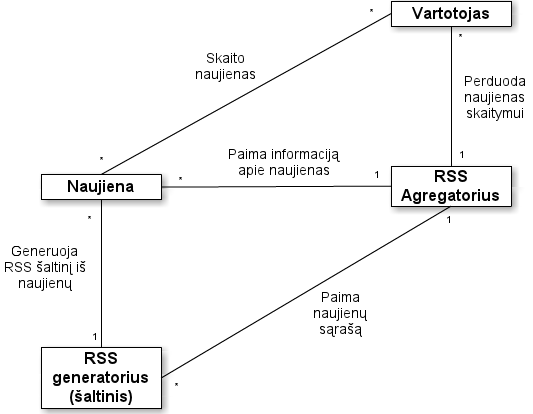 *
Vartotojas
Skaito
naujienas
*
Perduoda
naujienas
skaitymui
*
1
Paima informaciją
apie naujienas
Naujiena
*
1
RSS
Agregatorius
*
1
Generuoja
RSS šaltinį iš
naujienų
Paima
naujienų
sąrašą
1
RSS
generatorius
(šaltinis)
*